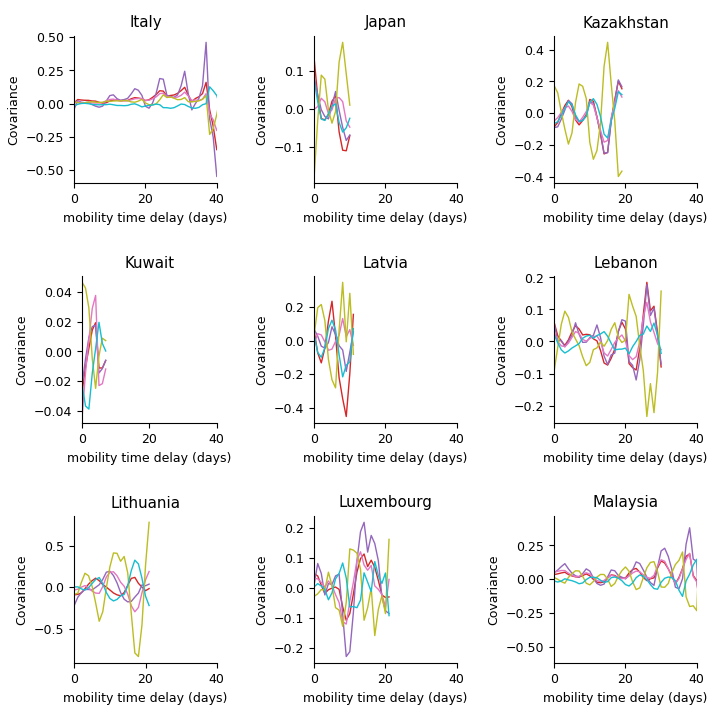 Italy
Covariance
0.50
0.25
0.00
−0.25
−0.50
0 20 40
mobility time delay (days)
Japan
Covariance
0.1
0.0
−0.1
0 20 40
mobility time delay (days)
Kazakhstan
Covariance
0.4
0.2
0.0
−0.2
−0.4
0 20 40
mobility time delay (days)
Kuwait
Covariance
0.04
0.02
0.00
−0.02
−0.04
0 20 40
mobility time delay (days)
Latvia
Covariance
0.2
0.0
−0.2
−0.4
0 20 40
mobility time delay (days)
Lebanon
Covariance
0.2
0.1
0.0
−0.1
−0.2
0 20 40
mobility time delay (days)
Lithuania
Covariance
0.5
0.0
−0.5
0 20 40
mobility time delay (days)
Luxembourg
Covariance
0.2
0.1
0.0
−0.1
−0.2
0 20 40
mobility time delay (days)
Malaysia
Covariance
0.25
0.00
−0.25
−0.50
0 20 40
mobility time delay (days)